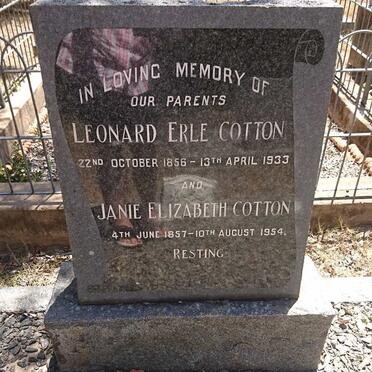 IN LOVING MEMORY OF
OUR PARENTS
LEONARD ERLE COTTON
22ND OCTOBER 1856 - 13TH APRIL 1933
AND
JANIE ELIZABETH COTTON
4TH JUNE 1857-10TH AUGUST 1954.
RESTING